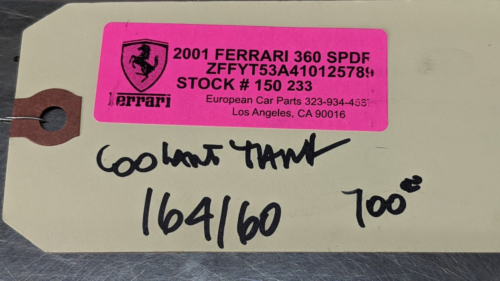 2001 FERRARI 360 SPDR
ZFFYT53A410125789
STOCK # 150 233
Ferrari
European Car Parts 323-934-458
Los Angeles, CA 90016
COOLANT TANK
164/60
700